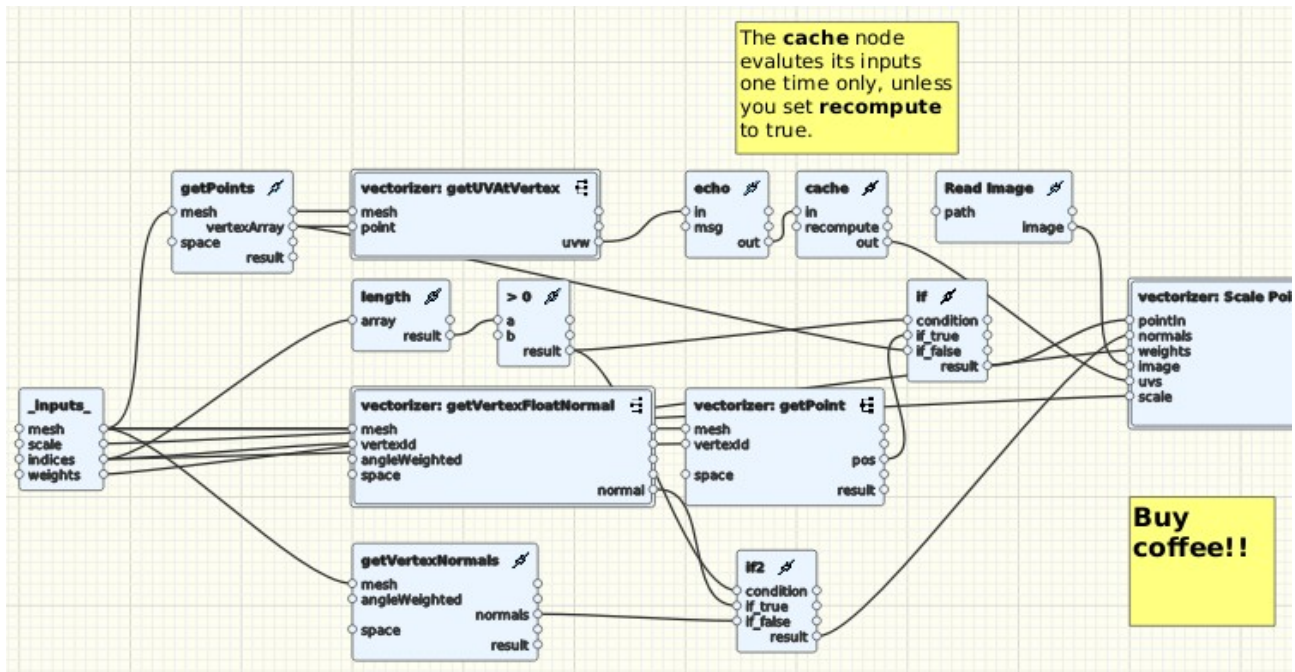 The cache node
evalutes its inputs
one time only, unless
you set recompute
to true.
getPoints
mesh
vertexArray
space
result
vectorizer: getUVAtVertex
mesh
point
uvw
echo
in
msg
out
cache
in
recompute
out
Read Image
path
image
length
array
result
> 0
a
b
result
if
condition
if_true
if_false
result
vectorizer: Scale Poi
pointIn
normals
weights
image
uvs
scale
_inputs_
mesh
scale
indices
weights
vectorizer: getVertexFloatNormal
mesh
vertexId
angleWeighted
space
normal
vectorizer: getPoint
mesh
vertexId
pos
space
result
Buy
coffee!!
getVertexNormals
mesh
angleWeighted
normals
space
result
if2
condition
if_true
if_false
result